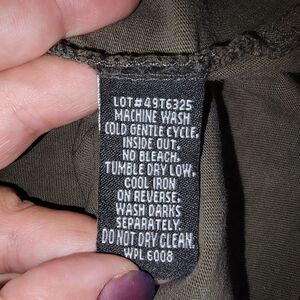 LOT#49T6325
MACHINE WASH
COLD GENTLE CYCLE,
INSIDE OUT.
NO BLEACH.
TUMBLE DRY LOW.
COOL IRON
ON REVERSE.
WASH DARKS
SEPARATELY.
DO NOT DRY CLEAN.
WPL 6008